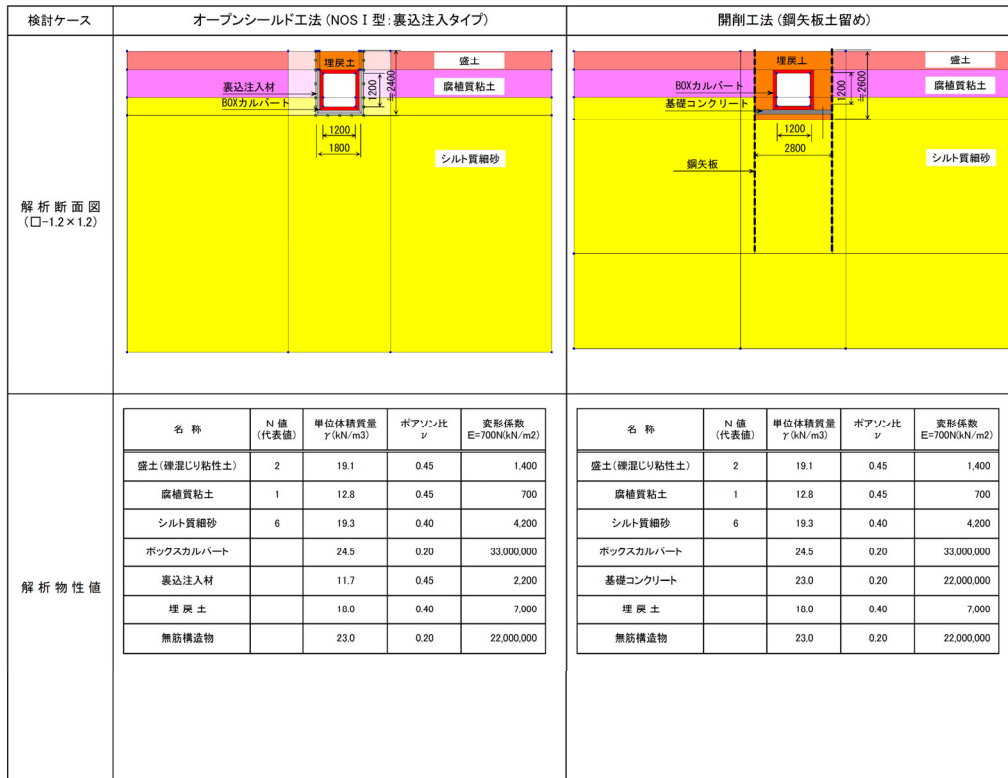 検討ケース
オープンシールド工法(NOSⅠ型:裏込注入タイプ)
開削工法(鋼矢板土留め)
解析断面図
(□-1.2×1.2)
埋戻土
盛土
腐植質粘土
裏込注入材
BOXカルバート
1200
≒2400
1200
1800
シルト質細砂
埋戻土
盛土
腐植質粘土
BOXカルバート
基礎コンクリート
1200
≒2600
1200
2800
シルト質細砂
鋼矢板
解析物性値
名 称 N 値 単位体積質量 ポアソン比 変形係数
(代表値) γ(kN/m3) ν E=700N(kN/m2)
盛土(礫混じり粘性土) 2 19.1 0.45 1,400
腐植質粘土 1 12.8 0.45 700
シルト質細砂 6 19.3 0.40 4,200
ボックスカルバート 24.5 0.20 33,000,000
裏込注入材 11.7 0.45 2,200
埋 戻 土 18.0 0.40 7,000
無筋構造物 23.0 0.20 22,000,000
名 称 N 値 単位体積質量 ポアソン比 変形係数
(代表値) γ(kN/m3) ν E=700N(kN/m2)
盛土(礫混じり粘性土) 2 19.1 0.45 1,400
腐植質粘土 1 12.8 0.45 700
シルト質細砂 6 19.3 0.40 4,200
ボックスカルバート 24.5 0.20 33,000,000
基礎コンクリート 23.0 0.20 22,000,000
埋 戻 土 18.0 0.40 7,000
無筋構造物 23.0 0.20 22,000,000